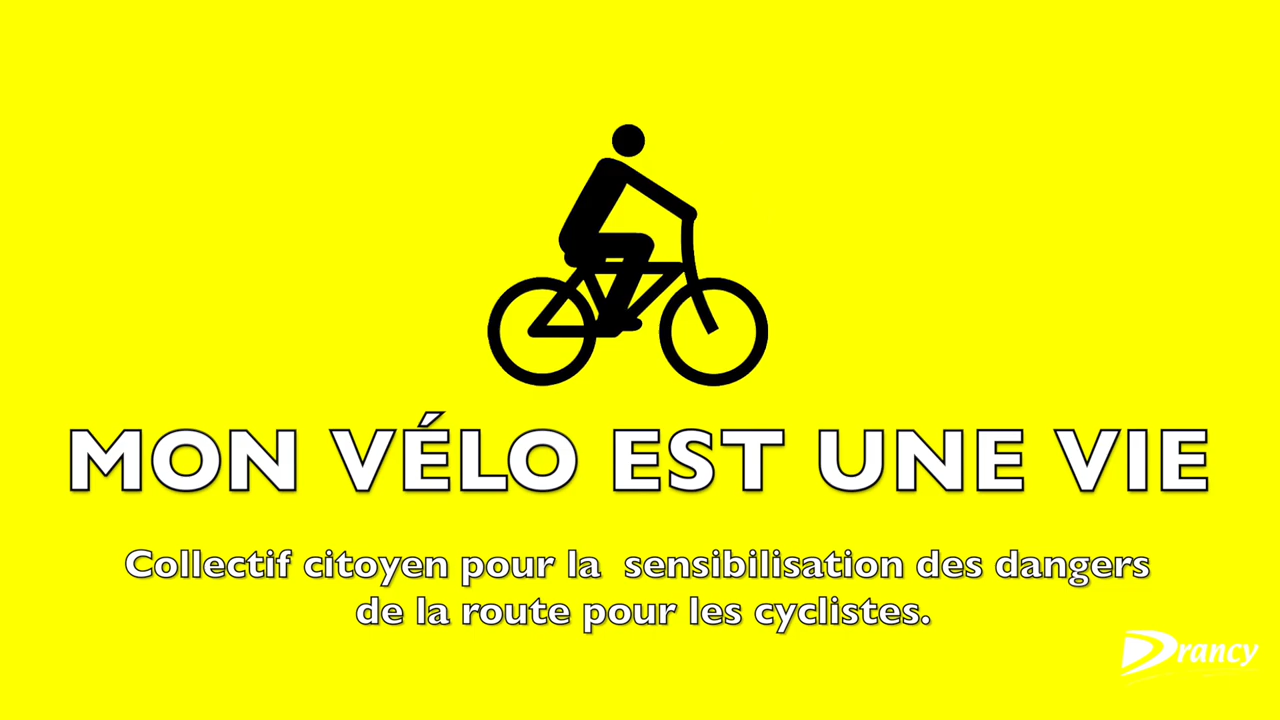 MON VÉLO EST UNE VIE
Collectif citoyen pour la  sensibilisation des dangers
de la route pour les cyclistes.
Drancy